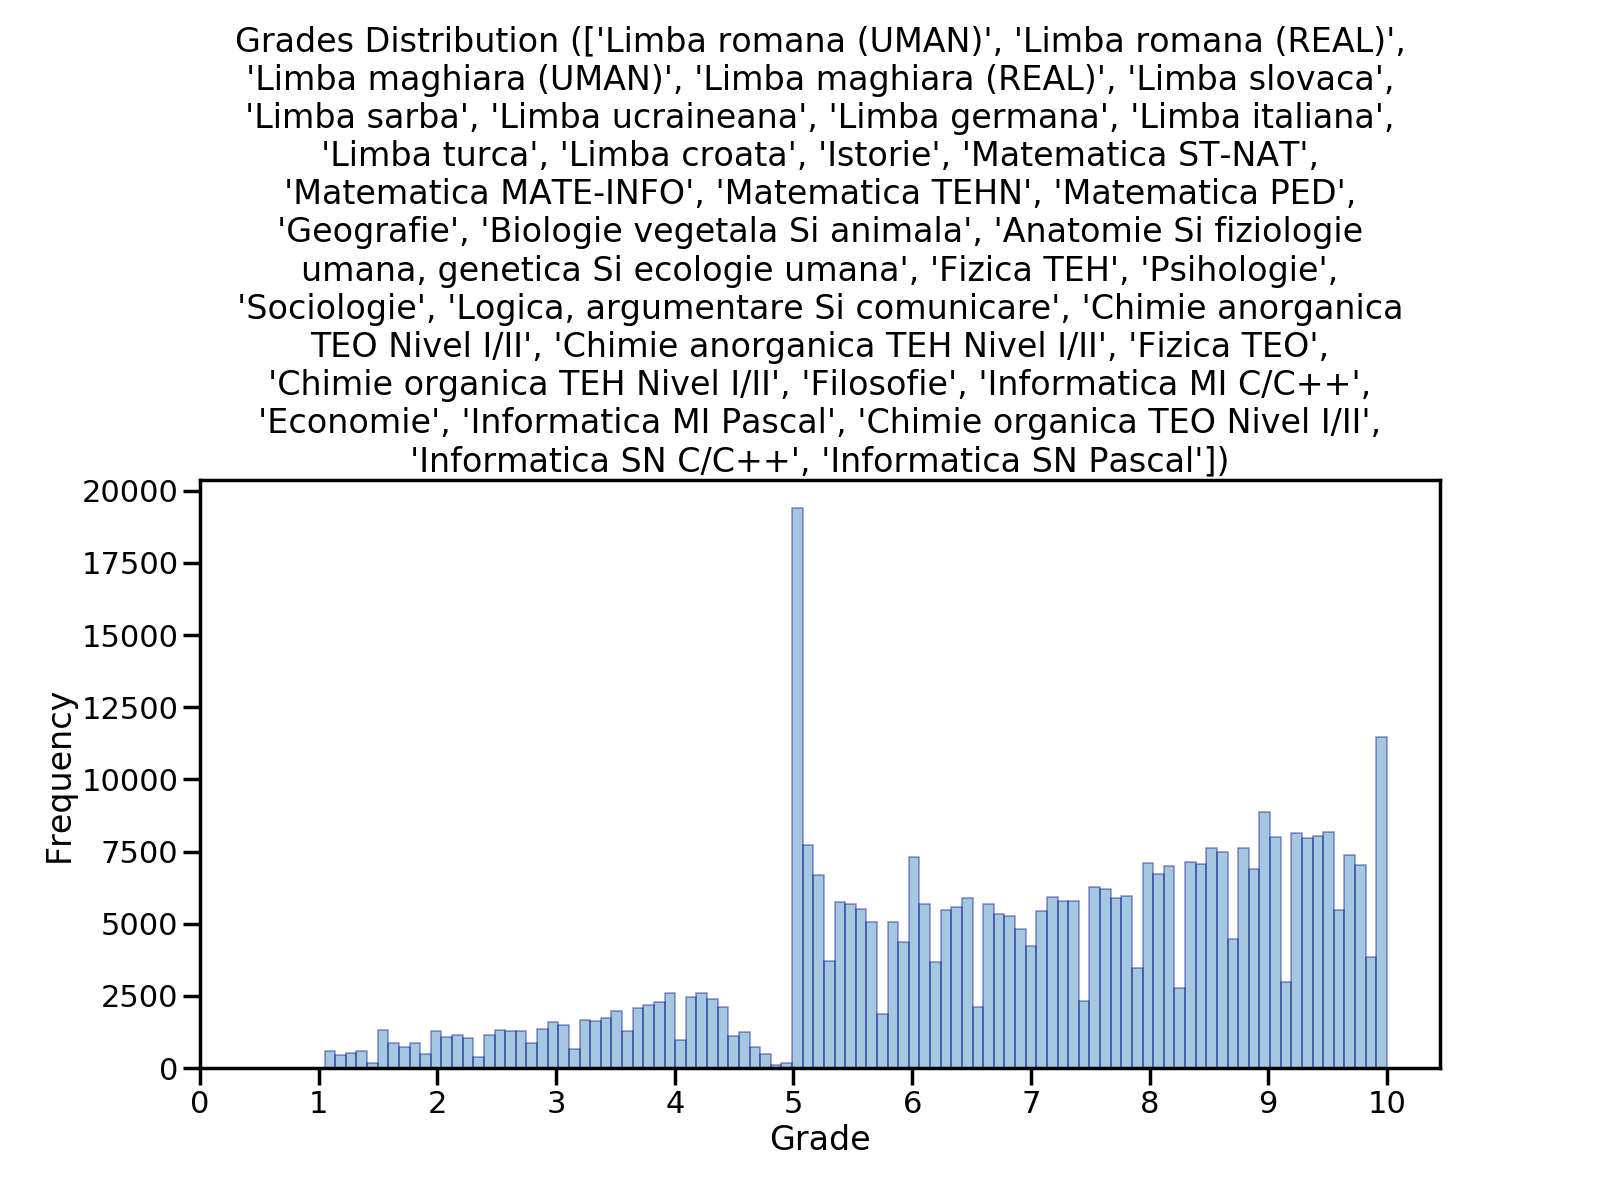 Grades Distribution (['Limba romana (UMAN)', 'Limba romana (REAL)',
'Limba maghiara (UMAN)', 'Limba maghiara (REAL)', 'Limba slovaca',
'Limba sarba', 'Limba ucraineana', 'Limba germana', 'Limba italiana',
'Limba turca', 'Limba croata', 'Istorie', 'Matematica ST-NAT',
'Matematica MATE-INFO', 'Matematica TEHN', 'Matematica PED',
'Geografie', 'Biologie vegetala Si animala', 'Anatomie Si fiziologie
umana, genetica Si ecologie umana', 'Fizica TEH', 'Psihologie',
'Sociologie', 'Logica, argumentare Si comunicare', 'Chimie anorganica
TEO Nivel I/II', 'Chimie anorganica TEH Nivel I/II', 'Fizica TEO',
'Chimie organica TEH Nivel I/II', 'Filosofie', 'Informatica MI C/C++',
'Economie', 'Informatica MI Pascal', 'Chimie organica TEO Nivel I/II',
'Informatica SN C/C++', 'Informatica SN Pascal'])
20000
17500
15000
12500
10000
7500
5000
2500
0
Frequency
0 1 2 3 4 5 6 7 8 9 10
Grade